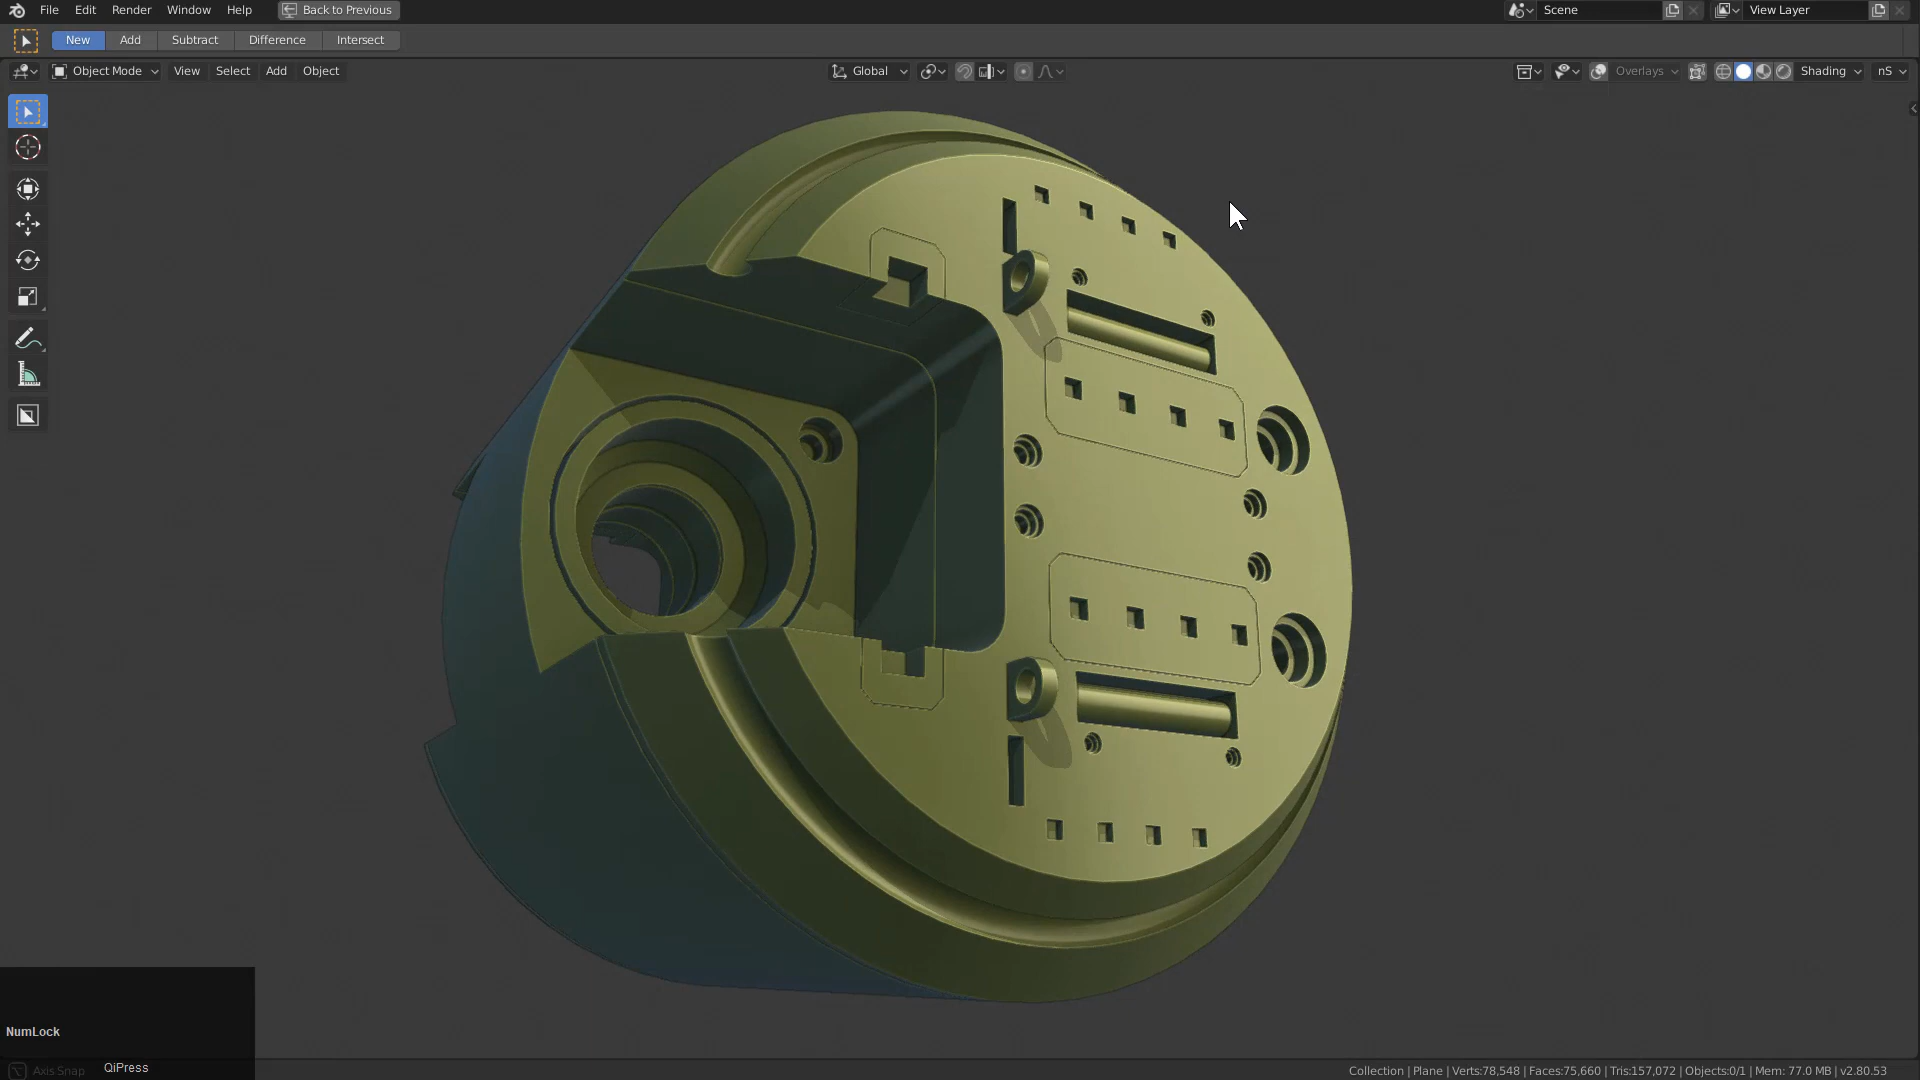 File Edit Render Window Help Back to Previous Scene View Layer
New Add Subtract Difference Intersect
Object Mode View Select Add Object Global Overlays Shading nS
NumLock
Axis Snap QiPress Collection | Plane | Verts:78,548 | Faces:75,660 | Tris:157,072 | Objects:0/1 | Mem: 77.0 MB | v2.80.53